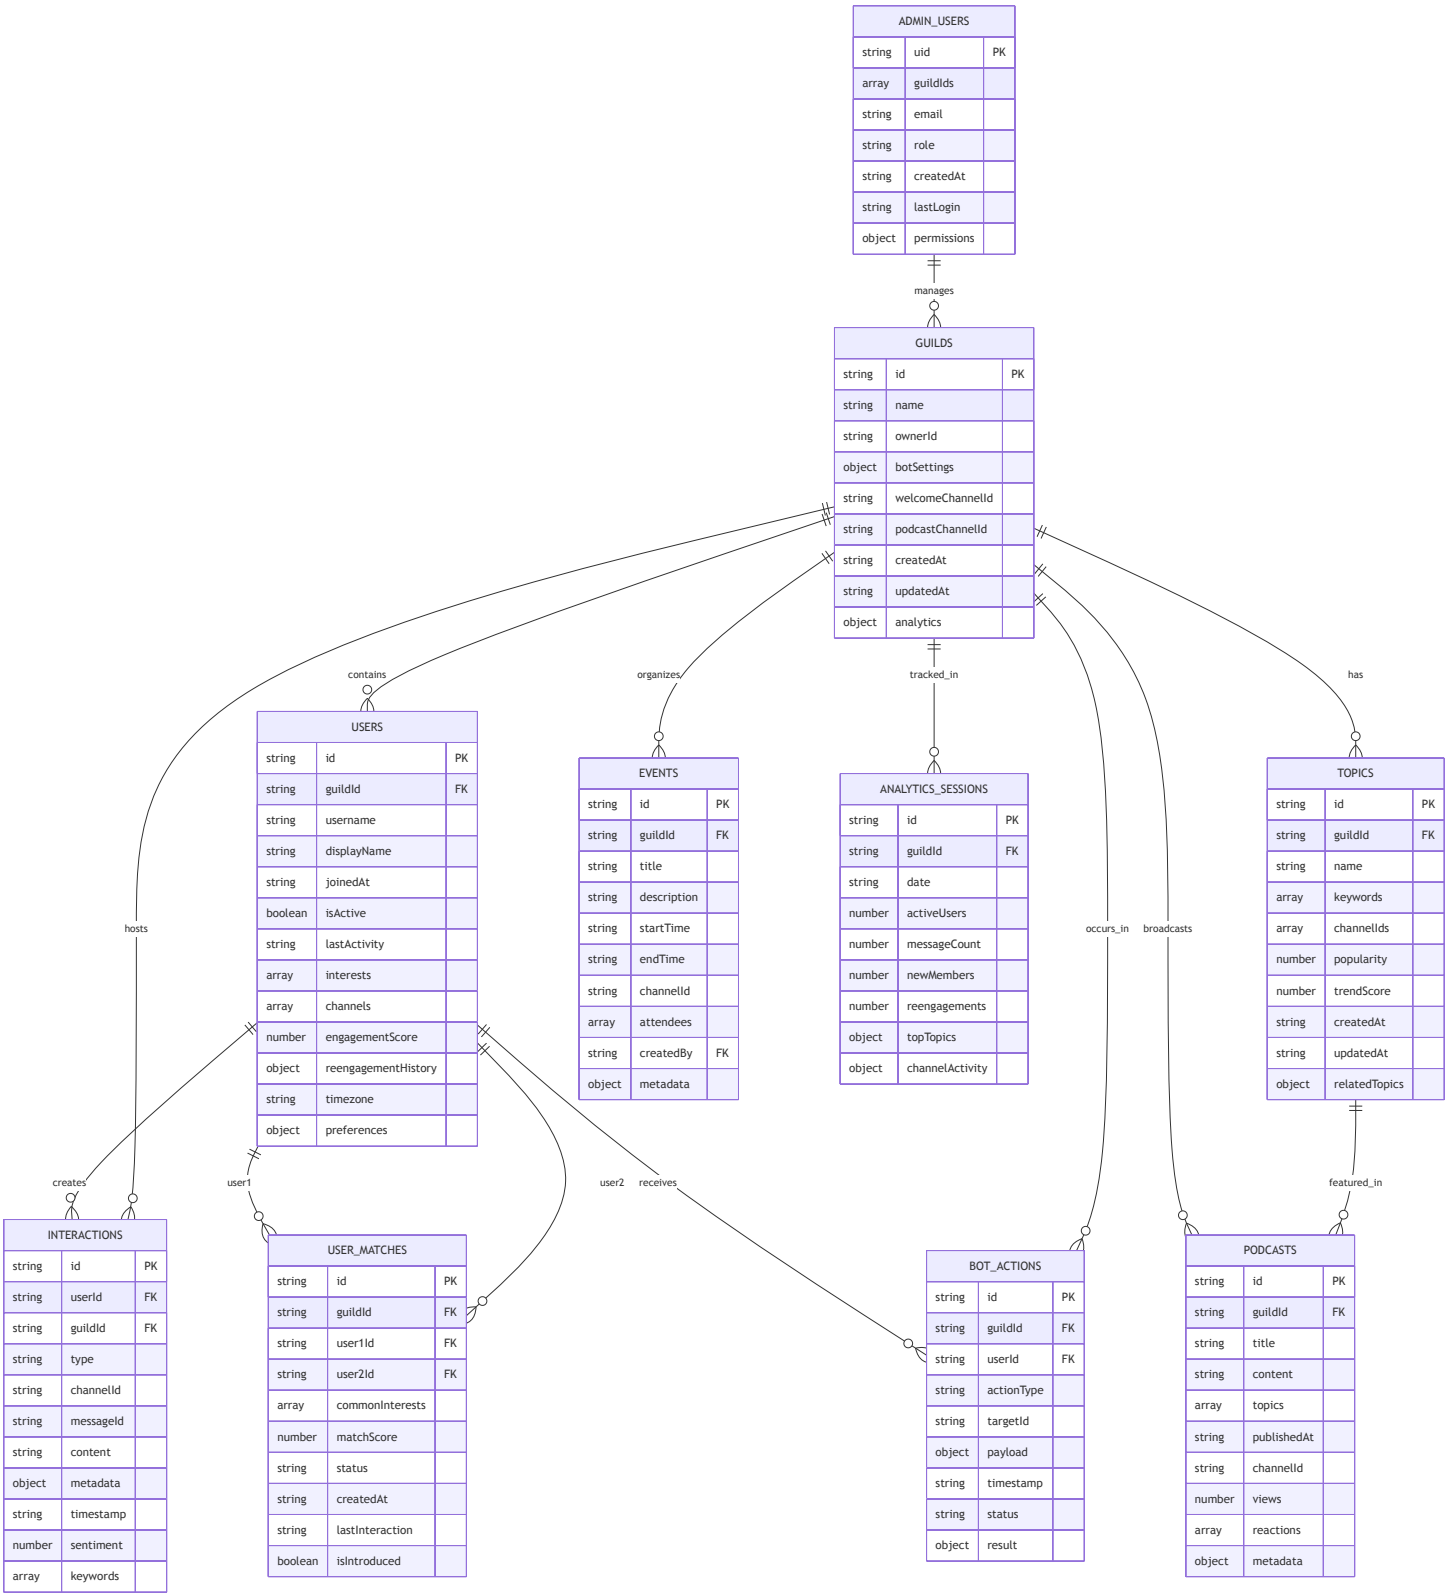 ADMIN_USERS
string uid PK
array guildIds
string email
string role
string createdAt
string lastLogin
object permissions
manages
GUILDS
string id PK
string name
string ownerId
object botSettings
string welcomeChannelId
string podcastChannelId
string createdAt
string updatedAt
object analytics
contains
organizes
tracked_in
has
hosts
occurs_in
broadcasts
USERS
string id PK
string guildId FK
string username
string displayName
string joinedAt
boolean isActive
string lastActivity
array interests
array channels
number engagementScore
object reengagementHistory
string timezone
object preferences
EVENTS
string id PK
string guildId FK
string title
string description
string startTime
string endTime
string channelId
array attendees
string createdBy FK
object metadata
ANALYTICS_SESSIONS
string id PK
string guildId FK
string date
number activeUsers
number messageCount
number newMembers
number reengagements
object topTopics
object channelActivity
TOPICS
string id PK
string guildId FK
string name
array keywords
array channelIds
number popularity
number trendScore
string createdAt
string updatedAt
object relatedTopics
creates
user1
user2
receives
featured_in
INTERACTIONS
string id PK
string userId FK
string guildId FK
string type
string channelId
string messageId
string content
object metadata
string timestamp
number sentiment
array keywords
USER_MATCHES
string id PK
string guildId FK
string user1Id FK
string user2Id FK
array commonInterests
number matchScore
string status
string createdAt
string lastInteraction
boolean isIntroduced
BOT_ACTIONS
string id PK
string guildId FK
string userId FK
string actionType
string targetId
object payload
string timestamp
string status
object result
PODCASTS
string id PK
string guildId FK
string title
string content
array topics
string publishedAt
string channelId
number views
array reactions
object metadata